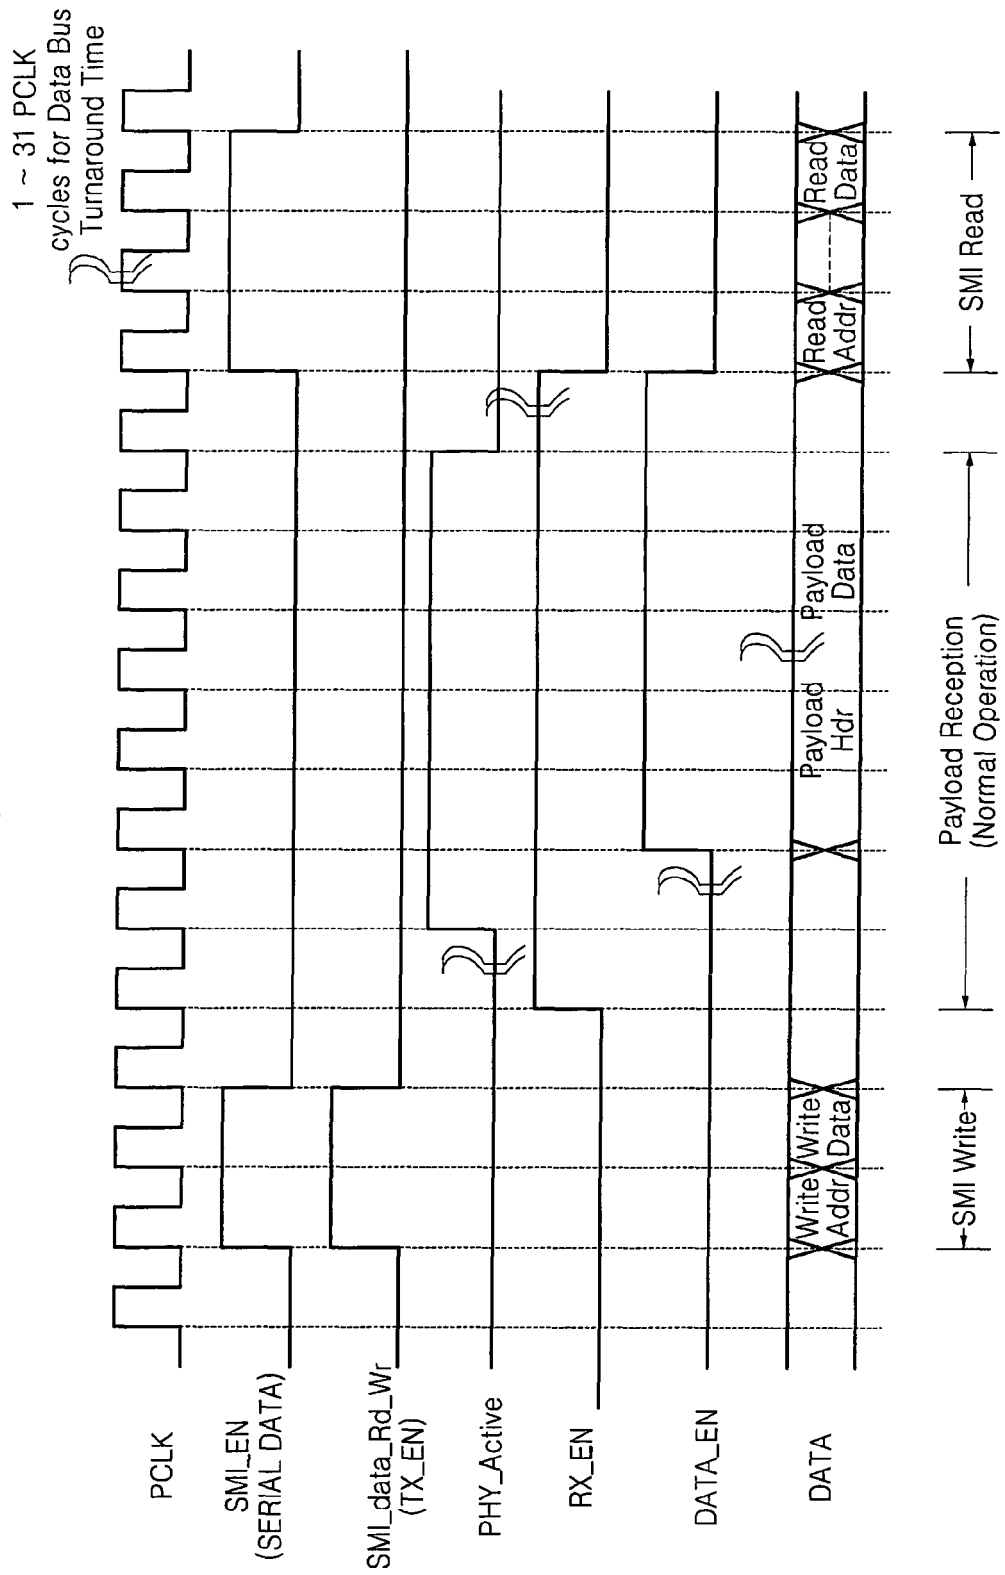 1 ~ 31 PCLK
cycles for Data Bus
Turnaround Time
PCLK
SMI_EN
(SERIAL DATA)
SMI_data_Rd_Wr
(TX_EN)
PHY_Active
RX_EN
DATA_EN
DATA
Write
Addr
Write
Data
Payload
Hdr
Payload
Data
Read
Addr
Read
Data
SMI Write
Payload Reception
(Normal Operation)
SMI Read